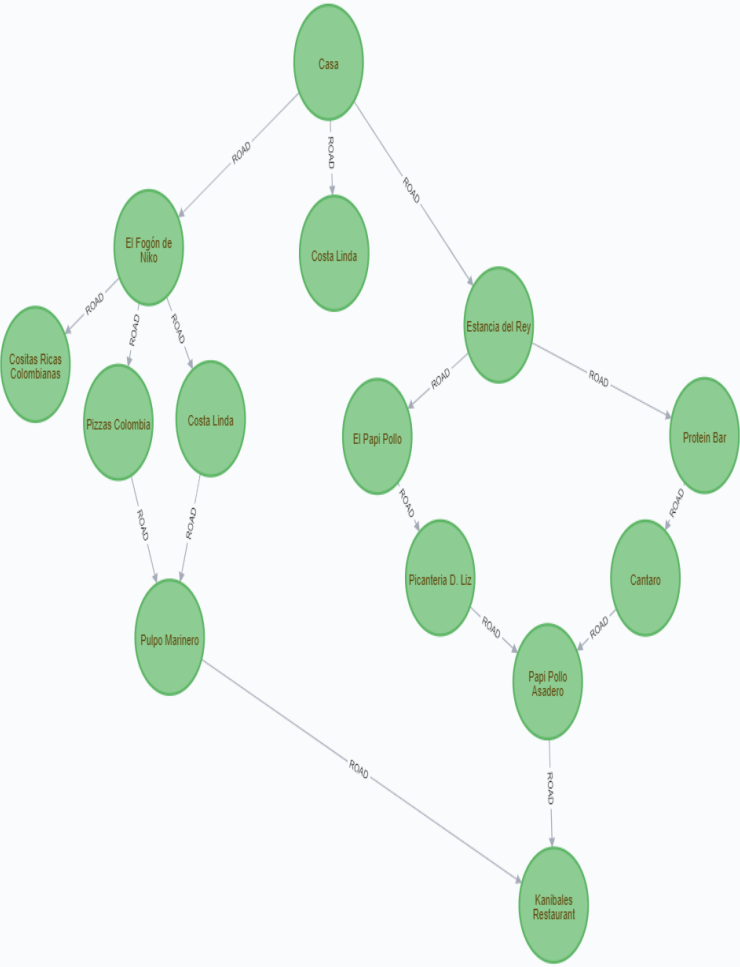 Casa
ROAD
ROAD
ROAD
El Fogón de
Niko
Costa Linda
Estancia del Rey
ROAD
ROAD
ROAD
ROAD
ROAD
Cositas Ricas
Colombianas
Pizzas Colombia
Costa Linda
El Papi Pollo
Protein Bar
ROAD
ROAD
ROAD
ROAD
Picanteria D. Liz
Cantaro
ROAD
ROAD
Pulpo Marinero
Papi Pollo
Asadero
ROAD
ROAD
Kanibales
Restaurant